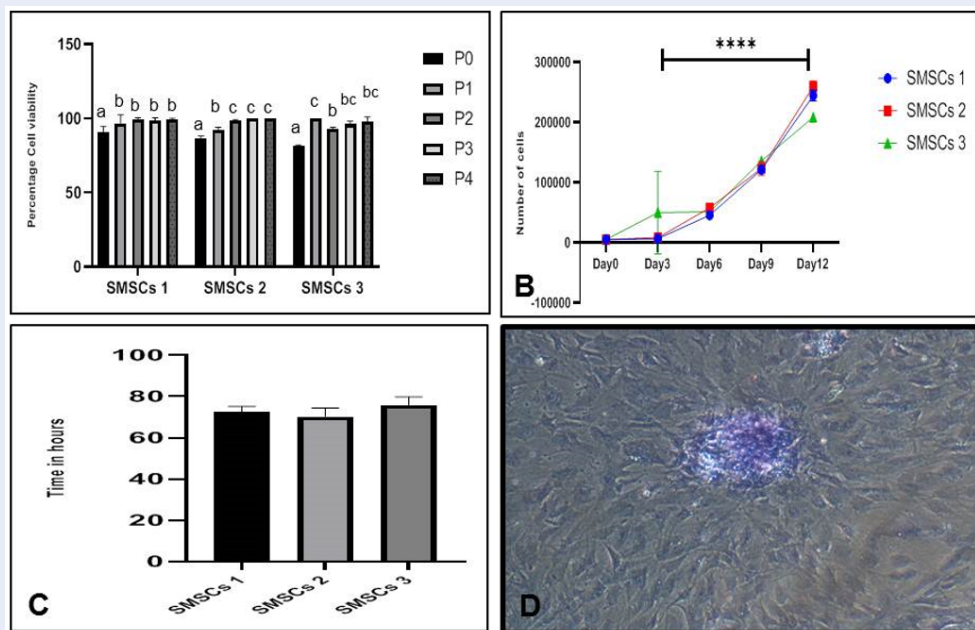 150
100
50
0
Percentage Cell viability
a b b b b
a b c c c
a c b bc bc
SMSCs 1 SMSCs 2 SMSCs 3
P0
P1
P2
P3
P4
****
300000
200000
100000
0
-100000
Number of cells
Day0 Day3 Day6 Day9 Day12
SMSCs 1
SMSCs 2
SMSCs 3
B
100
80
60
40
20
0
Time in hours
SMSCs 1 SMSCs 2 SMSCs 3
C
D